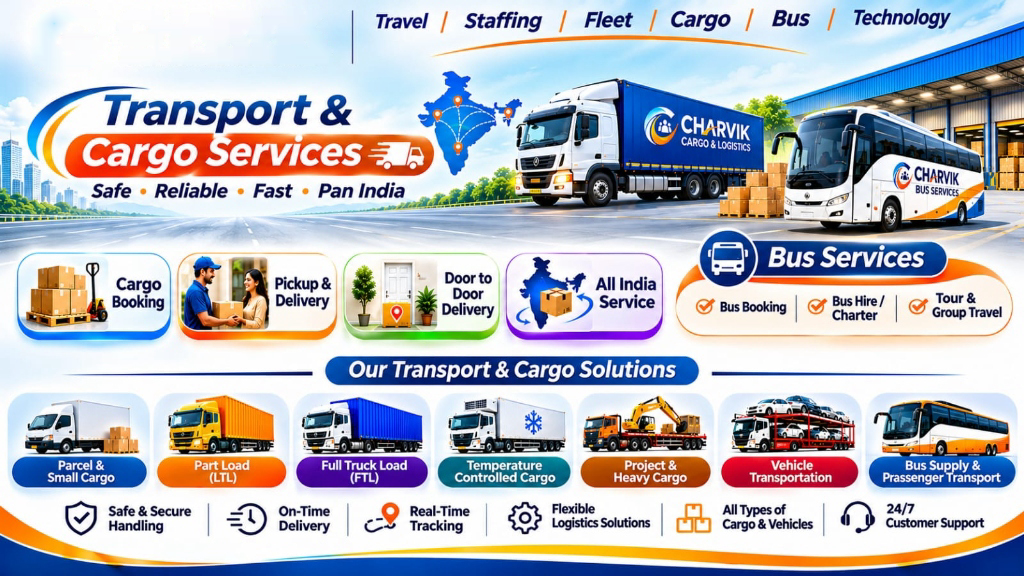 Travel / Staffing / Fleet / Cargo / Bus / Technology
Transport &
Cargo Services
Safe • Reliable • Fast • Pan India
CHARVIK
CARGO & LOGISTICS
CHARVIK
BUS SERVICES
Cargo
Booking
Pickup &
Delivery
Door to
Door
Delivery
All India
Service
Bus Services
Bus Booking
Bus Hire /
Charter
Tour &
Group Travel
Our Transport & Cargo Solutions
Parcel &
Small Cargo
Part Load
(LTL)
Full Truck Load
(FTL)
Temperature
Controlled Cargo
Project &
Heavy Cargo
Vehicle
Transportation
Bus Supply &
Passenger Transport
Safe & Secure
Handling
On-Time
Delivery
Real-Time
Tracking
Flexible
Logistics Solutions
All Types of
Cargo & Vehicles
24/7
Customer Support